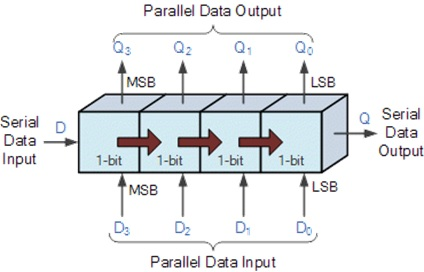 Parallel Data Output
Q3 Q2 Q1 Q0
MSB LSB
Serial
Data
Input
D
Q
Serial
Data
Output
1-bit 1-bit 1-bit 1-bit
MSB LSB
D3 D2 D1 D0
Parallel Data Input